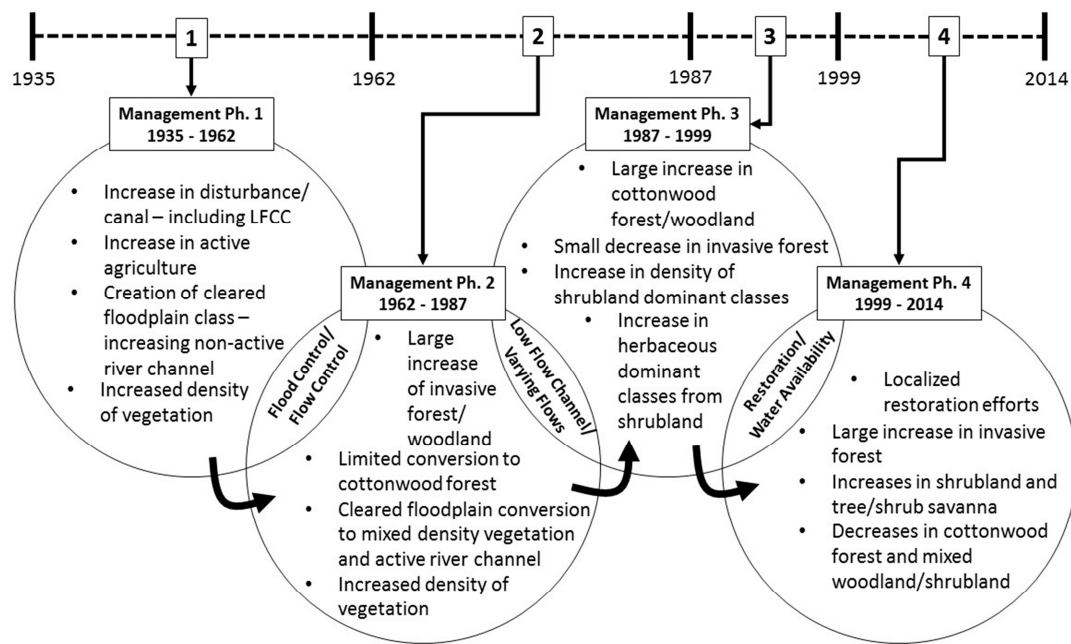 1
2
3
4
1935
1962
1987
1999
2014
Management Ph. 1
1935 - 1962
• Increase in disturbance/
canal – including LFCC
• Increase in active
agriculture
• Creation of cleared
floodplain class –
increasing non-active
river channel
• Increased density
of vegetation
Flood Control/
Flow Control
Management Ph. 2
1962 - 1987
• Large
increase
of invasive
forest/
woodland
• Limited conversion to
cottonwood forest
• Cleared floodplain conversion
to mixed density vegetation
and active river channel
• Increased density of
vegetation
Low Flow Channel/
Varying Flows
Management Ph. 3
1987 - 1999
• Large increase in
cottonwood
forest/woodland
• Small decrease in invasive forest
• Increase in density of
shrubland dominant classes
• Increase in
herbaceous
dominant
classes from
shrubland
Restoration/
Water Availability
Management Ph. 4
1999 - 2014
• Localized
restoration efforts
• Large increase in invasive
forest
• Increases in shrubland and
tree/shrub savanna
• Decreases in cottonwood
forest and mixed
woodland/shrubland